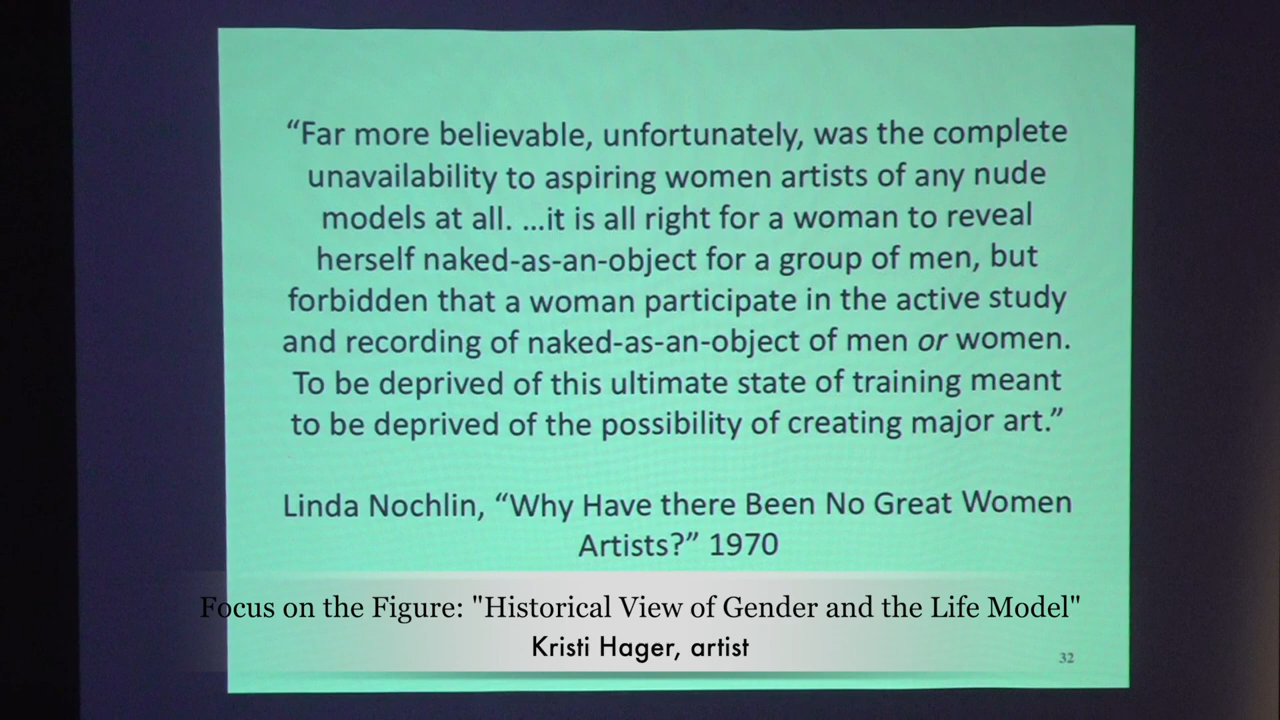 “Far more believable, unfortunately, was the complete
unavailability to aspiring women artists of any nude
models at all. ...it is all right for a woman to reveal
herself naked-as-an-object for a group of men, but
forbidden that a woman participate in the active study
and recording of naked-as-an-object of men or women.
To be deprived of this ultimate state of training meant
to be deprived of the possibility of creating major art.”
Linda Nochlin, “Why Have there Been No Great Women
Artists?” 1970
Focus on the Figure: "Historical View of Gender and the Life Model"
Kristi Hager, artist
32